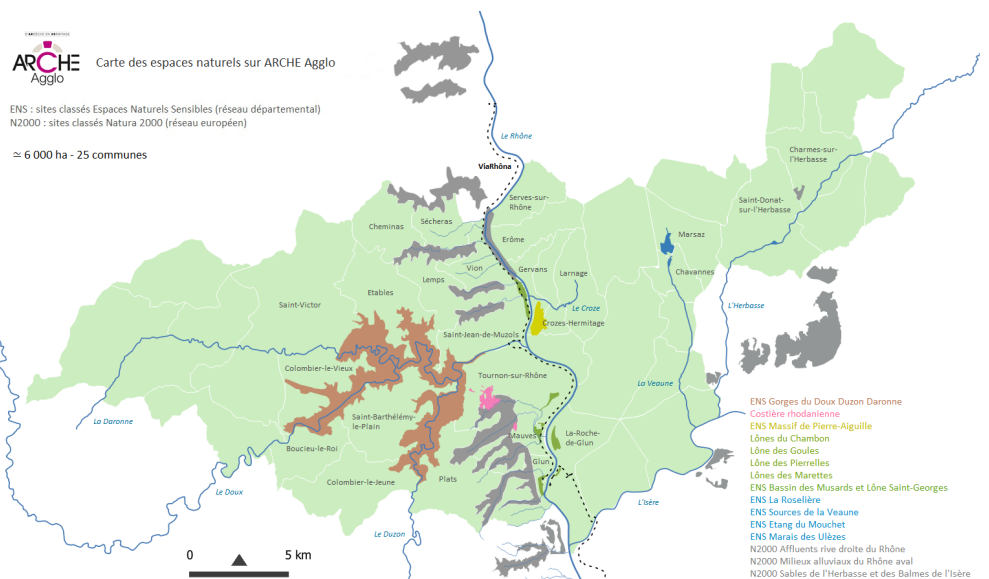 D'ARDÈCHE EN HERMITAGE
ARCHE
Agglo
Carte des espaces naturels sur ARCHE Agglo
ENS : sites classés Espaces Naturels Sensibles (réseau départemental)
N2000 : sites classés Natura 2000 (réseau européen)
≃ 6 000 ha - 25 communes
Le Rhône
ViaRhôna
Charmes-sur-
l'Herbasse
Saint-Donat-
sur-l'Herbasse
Serves-sur-
Rhône
Sécheras
Cheminas
Erôme
Marsaz
Vion
Gervans
Larnage
Chavannes
Lemps
Etables
Saint-Victor
Le Croze
L'Herbasse
Crozes-Hermitage
Saint-Jean-de-Muzols
Colombier-le-Vieux
Tournon-sur-Rhône
La Veaune
La Daronne
Saint-Barthélémy-
le-Plain
Mauves
La-Roche-
de-Glun
Boucieu-le-Roi
Glun
Colombier-le-Jeune
Plats
Le Doux
L'Isère
Le Duzon
0
5 km
ENS Gorges du Doux Duzon Daronne
Costière rhodanienne
ENS Massif de Pierre-Aiguille
Lônes du Chambon
Lône des Goules
Lône des Pierrelles
Lônes des Marettes
ENS Bassin des Musards et Lône Saint-Georges
ENS La Roselière
ENS Sources de la Veaune
ENS Etang du Mouchet
ENS Marais des Ulèzes
N2000 Affluents rive droite du Rhône
N2000 Milieux alluviaux du Rhône aval
N2000 Sables de l'Herbasse et des Balmes de l'Isère